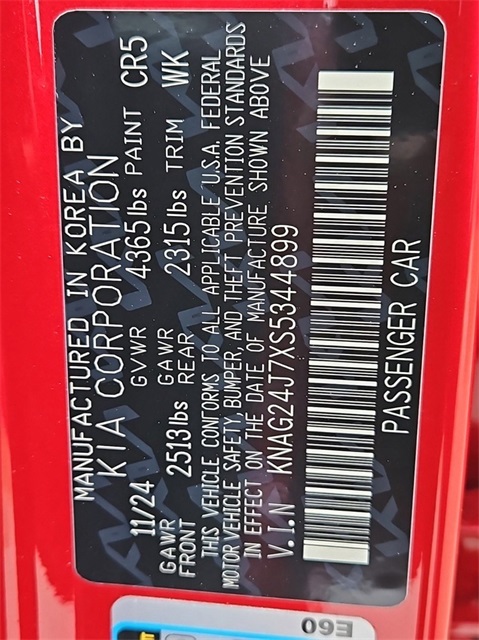 MANUFACTURED IN KOREA BY
KIA CORPORATION
11/24 GVWR 4365lbs PAINT CR5
GAWR FRONT 2513lbs GAWR REAR 2315lbs TRIM WK
THIS VEHICLE CONFORMS TO ALL APPLICABLE U.S.A. FEDERAL
MOTOR VEHICLE SAFETY, BUMPER, AND THEFT PREVENTION STANDARDS
IN EFFECT ON THE DATE OF MANUFACTURE SHOWN ABOVE
V.I.N KNAG24J7XS5344899
PASSENGER CAR
E60